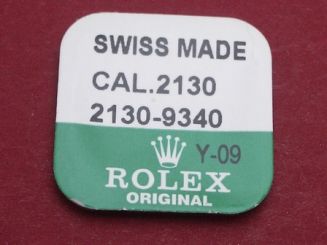 SWISS MADE
CAL.2130
2130-9340
Y-09
ROLEX
ORIGINAL